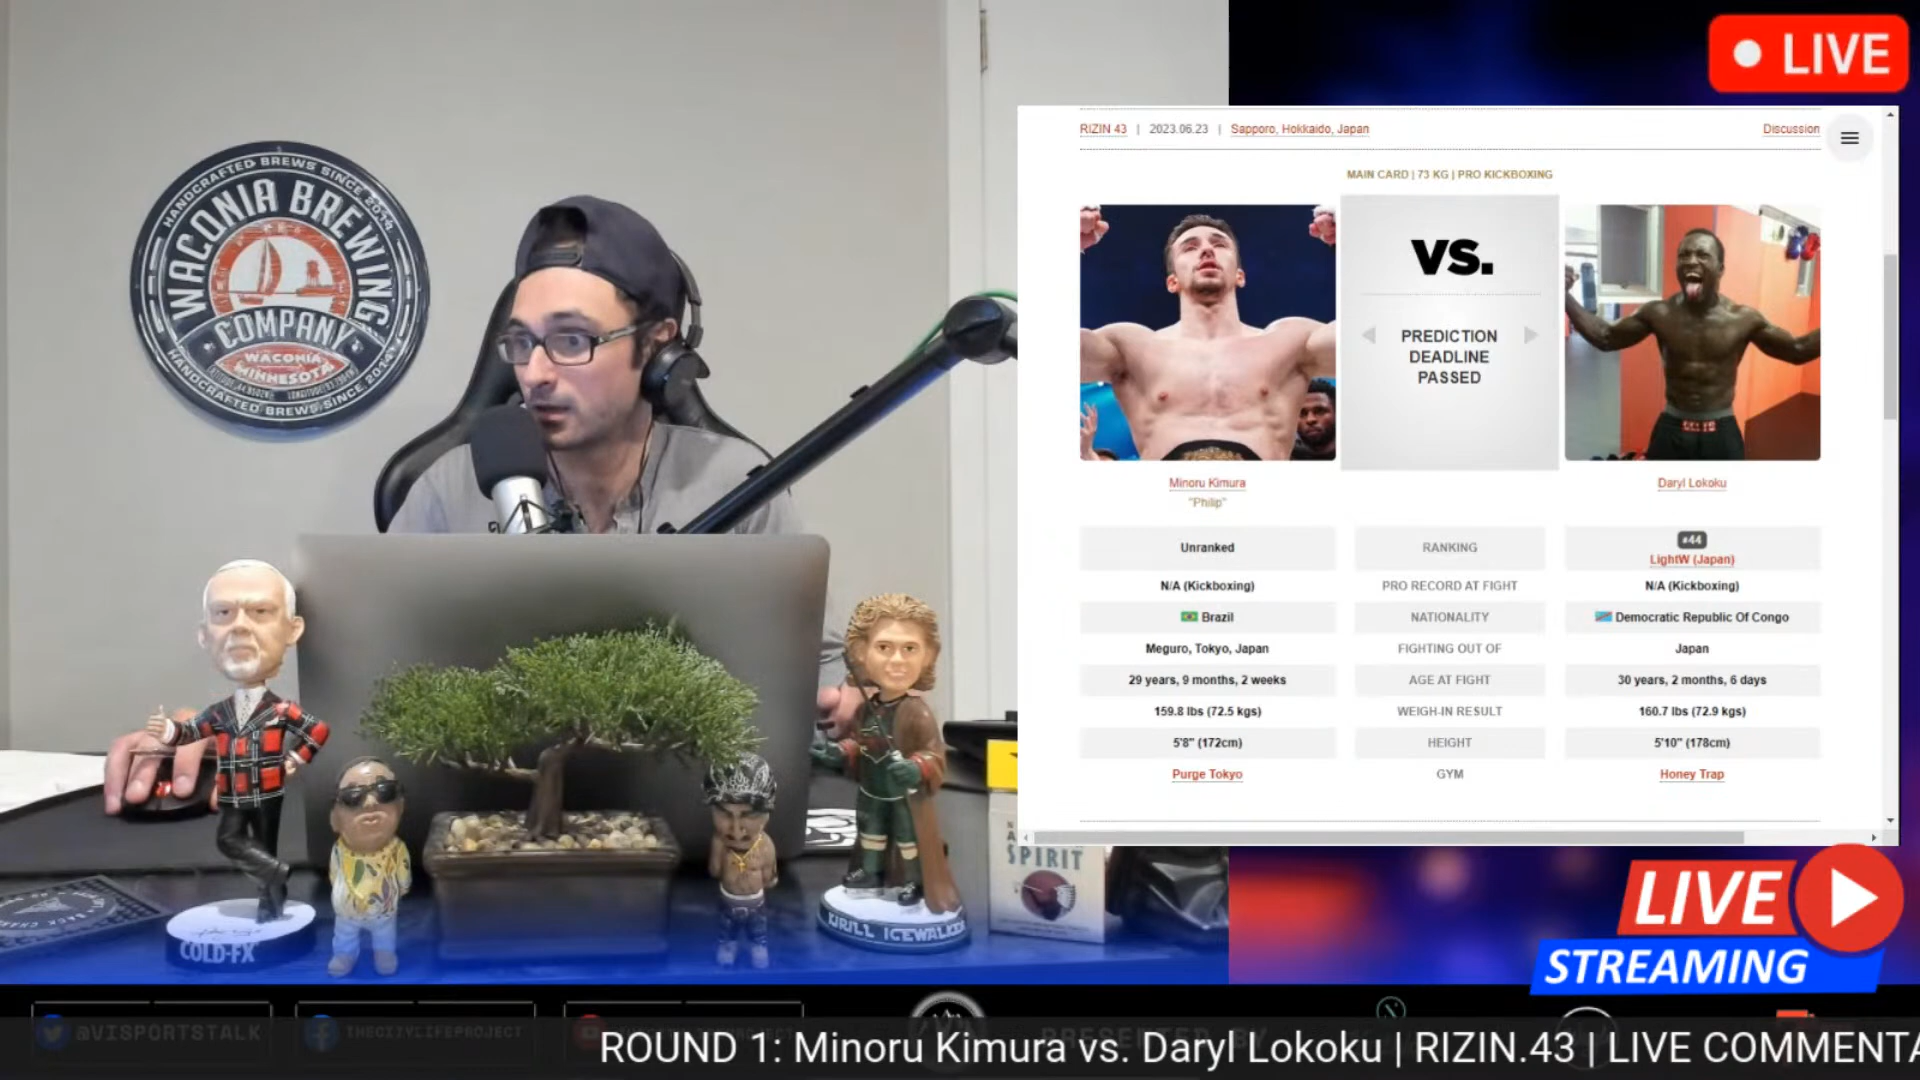 LIVE
HANDCRAFTED BREWS SINCE 2014
WACONIA BREWING
COMPANY
WACONIA
MINNESOTA
HANDCRAFTED BREWS SINCE 2014
RIZIN 43 | 2023.06.23 | Sapporo, Hokkaido, Japan
Discussion
MAIN CARD | 73 KG | PRO KICKBOXING
VS.
PREDICTION
DEADLINE
PASSED
Minoru Kimura
"Philip"
Daryl Lokoku
Unranked
RANKING
#44
LightW (Japan)
N/A (Kickboxing)
PRO RECORD AT FIGHT
N/A (Kickboxing)
Brazil
NATIONALITY
Democratic Republic Of Congo
Meguro, Tokyo, Japan
FIGHTING OUT OF
Japan
29 years, 9 months, 2 weeks
AGE AT FIGHT
30 years, 2 months, 6 days
159.8 lbs (72.5 kgs)
WEIGH-IN RESULT
160.7 lbs (72.9 kgs)
5'8" (172cm)
HEIGHT
5'10" (178cm)
Purge Tokyo
GYM
Honey Trap
SPIRIT
COLD-FX
KIRILL ICEWALKER
LIVE
STREAMING
@VISPORTSTALK
THECITYLIFEPROJECT
PRESENTED BY
ROUND 1: Minoru Kimura vs. Daryl Lokoku | RIZIN.43 | LIVE COMMENTA